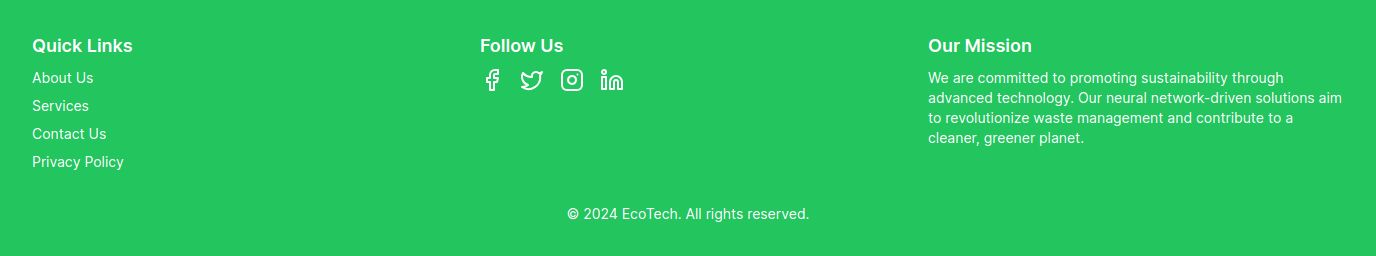 Quick Links
About Us
Services
Contact Us
Privacy Policy
Follow Us
Our Mission
We are committed to promoting sustainability through
advanced technology. Our neural network-driven solutions aim
to revolutionize waste management and contribute to a
cleaner, greener planet.
© 2024 EcoTech. All rights reserved.